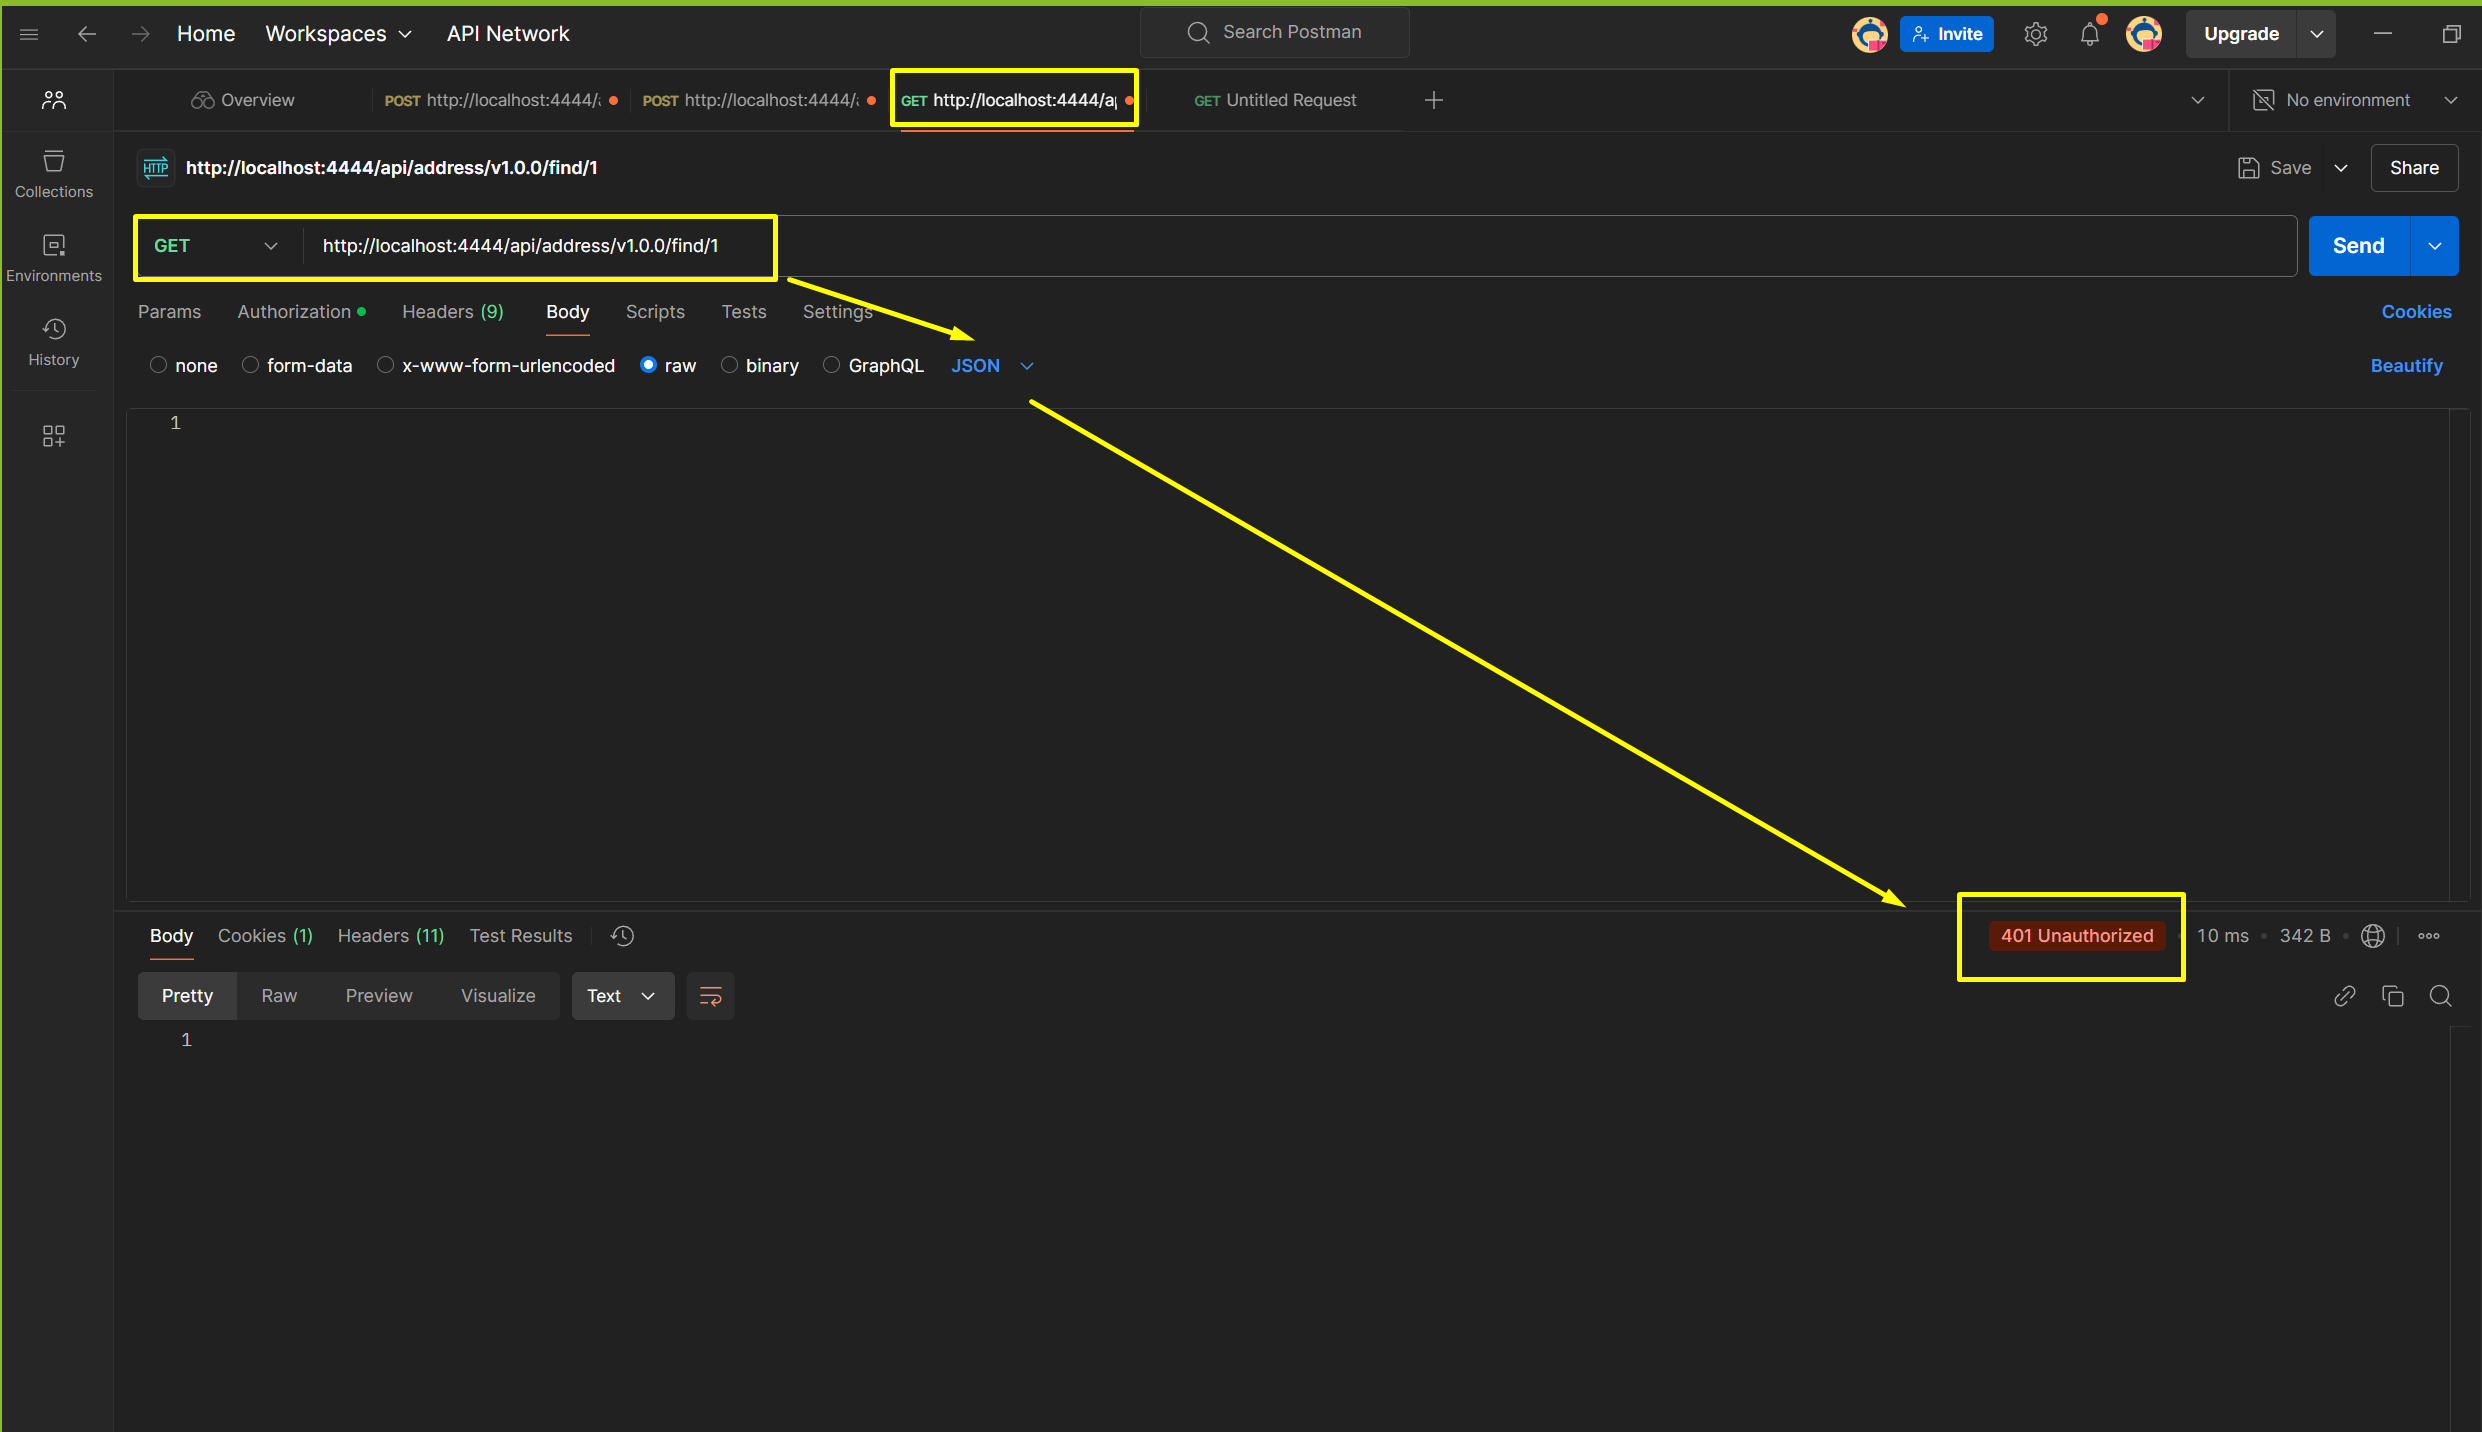 Home Workspaces API Network Search Postman Invite Upgrade
Overview POST http://localhost:4444/a POST http://localhost:4444/a GET http://localhost:4444/ap GET Untitled Request No environment
HTTP http://localhost:4444/api/address/v1.0.0/find/1 Save Share
Collections
GET http://localhost:4444/api/address/v1.0.0/find/1 Send
Environments
Params Authorization Headers (9) Body Scripts Tests Settings Cookies
History
none form-data x-www-form-urlencoded raw binary GraphQL JSON Beautify
1
Body Cookies (1) Headers (11) Test Results 401 Unauthorized 10 ms 342 B
Pretty Raw Preview Visualize Text
1